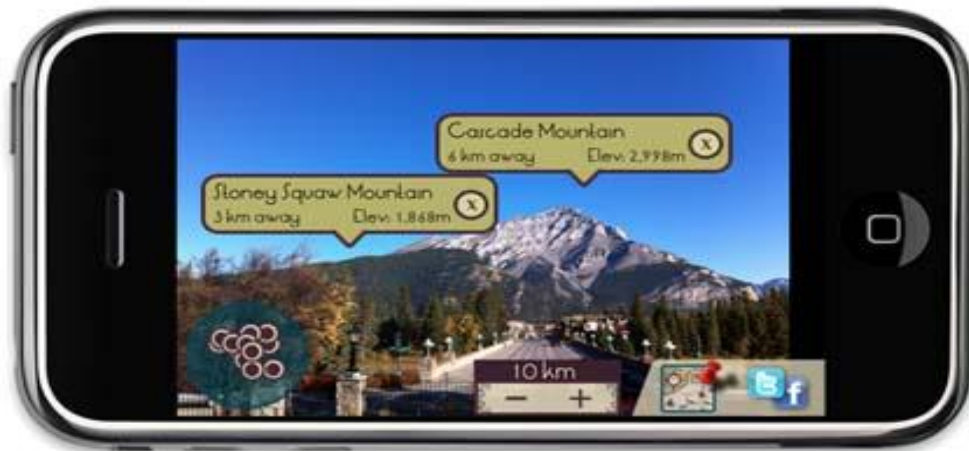 Cascade Mountain
6 km away Elev: 2,998m
X
Stoney Squaw Mountain
3 km away Elev: 1,868m
X
10 km
− +
t f